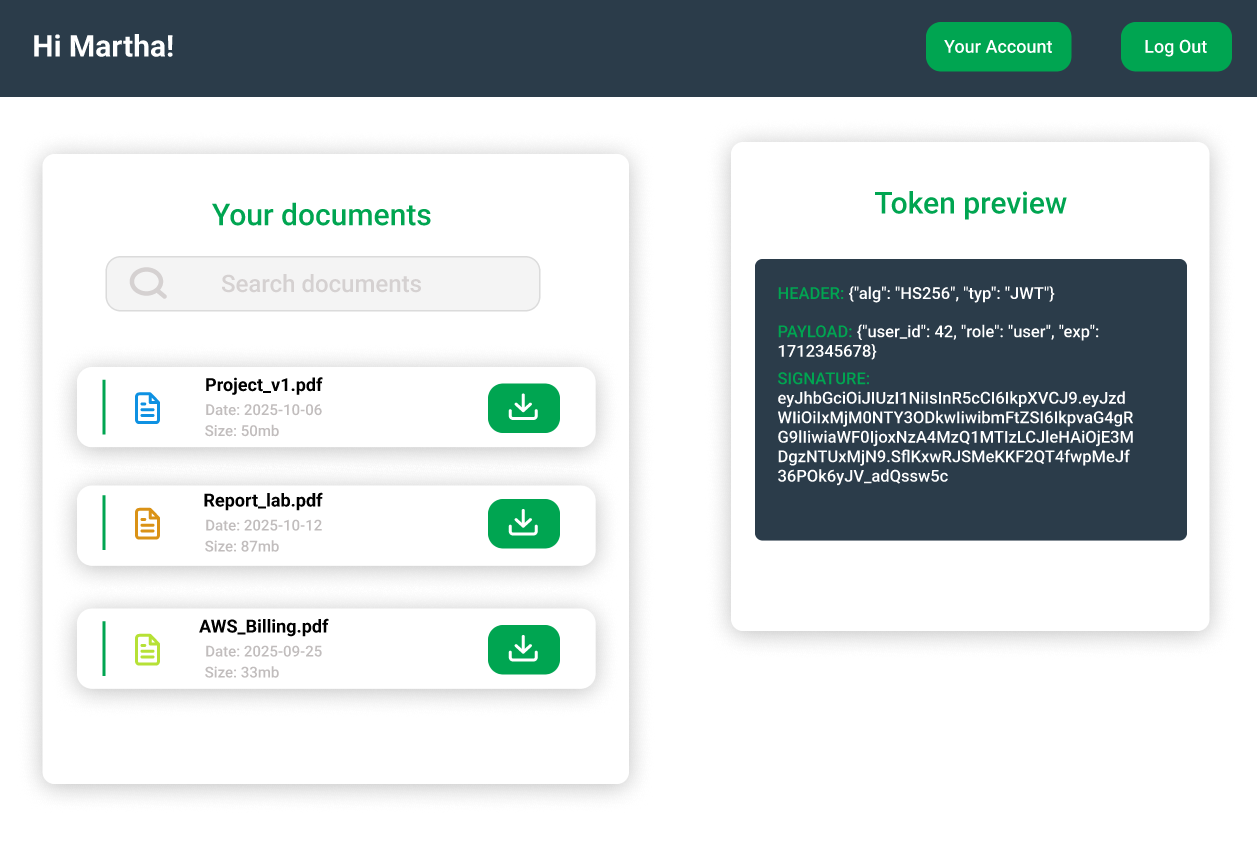 Hi Martha!
Your Account
Log Out
Your documents
Search documents
Project_v1.pdf
Date: 2025-10-06
Size: 50mb
Report_lab.pdf
Date: 2025-10-12
Size: 87mb
AWS_Billing.pdf
Date: 2025-09-25
Size: 33mb
Token preview
HEADER: {"alg": "HS256", "typ": "JWT"}
PAYLOAD: {"user_id": 42, "role": "user", "exp":
1712345678}
SIGNATURE:
eyJhbGciOiJIUzI1NiIsInR5cCI6IkpXVCJ9.eyJzd
WIiOiIxMjM0NTY3ODkwIiwibmFtZSI6IkpvaG4gR
G9lIiwiaWF0IjoxNzA4MzQ1MTIzLCJleHAiOjE3M
DgzNTUxMjN9.SflKxwRJSMeKKF2QT4fwpMeJf
36POk6yJV_adQssw5c